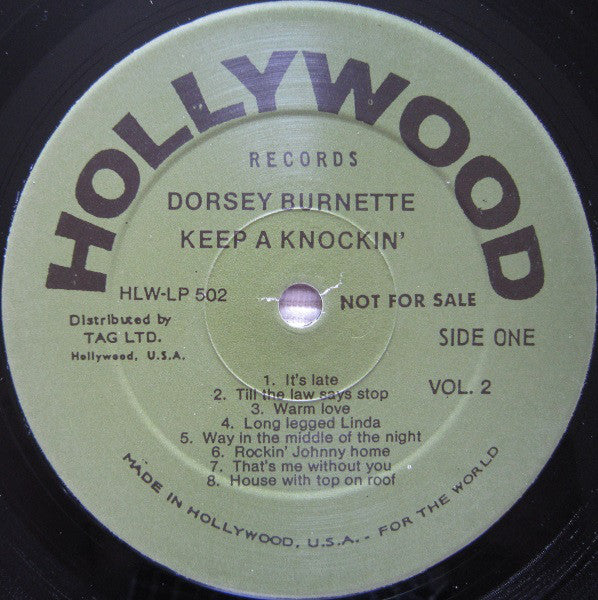 HOLLYWOOD
RECORDS
DORSEY BURNETTE
KEEP A KNOCKIN'
HLW-LP 502
NOT FOR SALE
Distributed by
TAG LTD.
Hollywood, U.S.A.
SIDE ONE
VOL. 2
1. It's late
2. Till the law says stop
3. Warm love
4. Long legged Linda
5. Way in the middle of the night
6. Rockin' Johnny home
7. That's me without you
8. House with top on roof
MADE IN HOLLYWOOD, U.S.A. - FOR THE WORLD